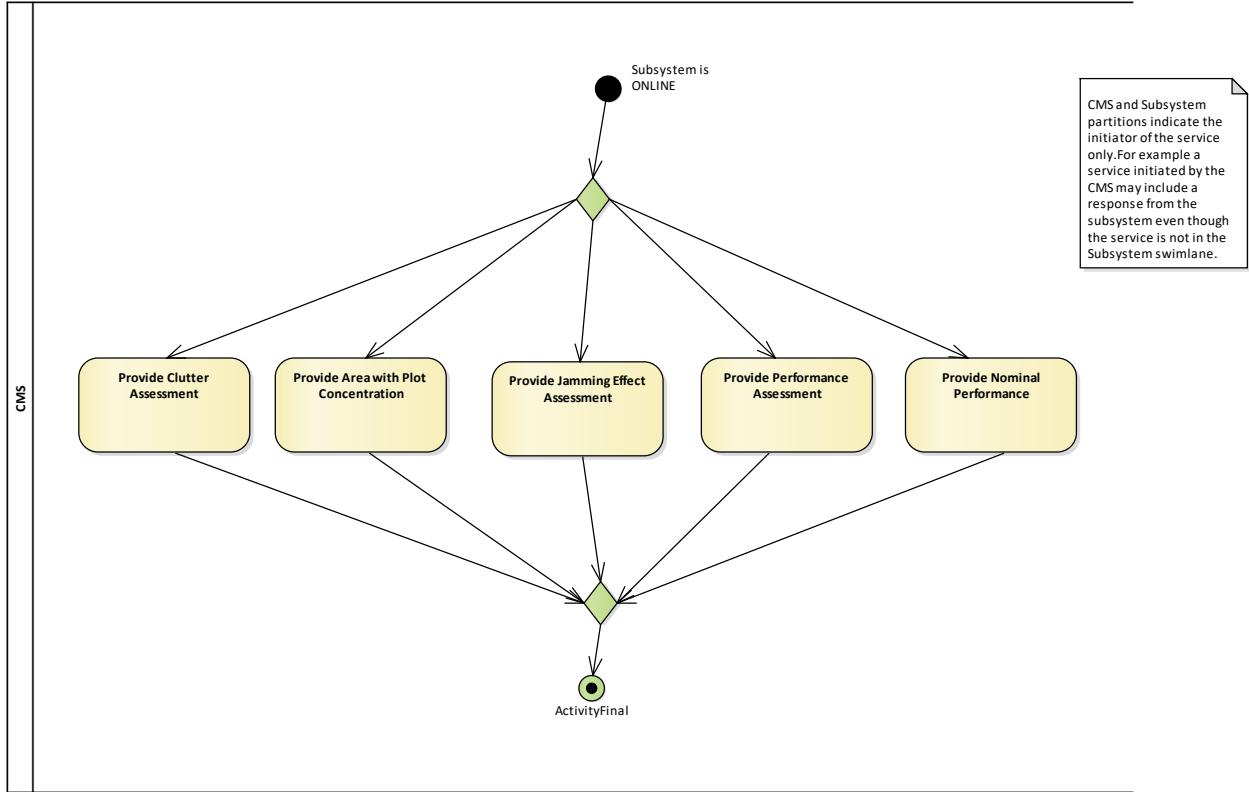 Subsystem is
ONLINE
CMS and Subsystem
partitions indicate the
initiator of the service
only.For example a
service initiated by the
CMS may include a
response from the
subsystem even though
the service is not in the
Subsystem swimlane.
CMS
Provide Clutter
Assessment
Provide Area with Plot
Concentration
Provide Jamming Effect
Assessment
Provide Performance
Assessment
Provide Nominal
Performance
ActivityFinal